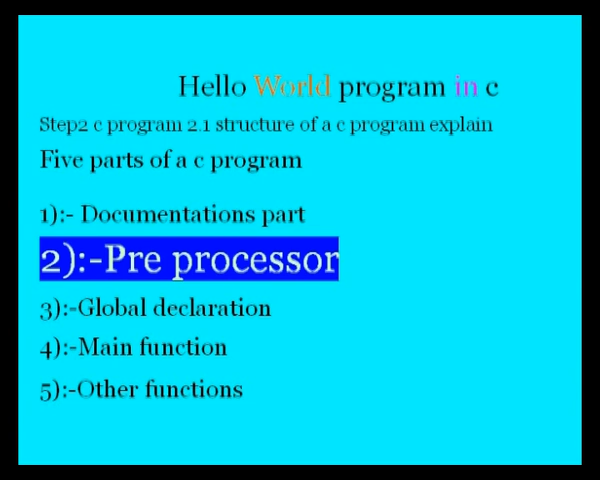 Hello World program in c
Step2 c program 2.1 structure of a c program explain
Five parts of a c program
1):- Documentations part
2):-Pre processor
3):-Global declaration
4):-Main function
5):-Other functions